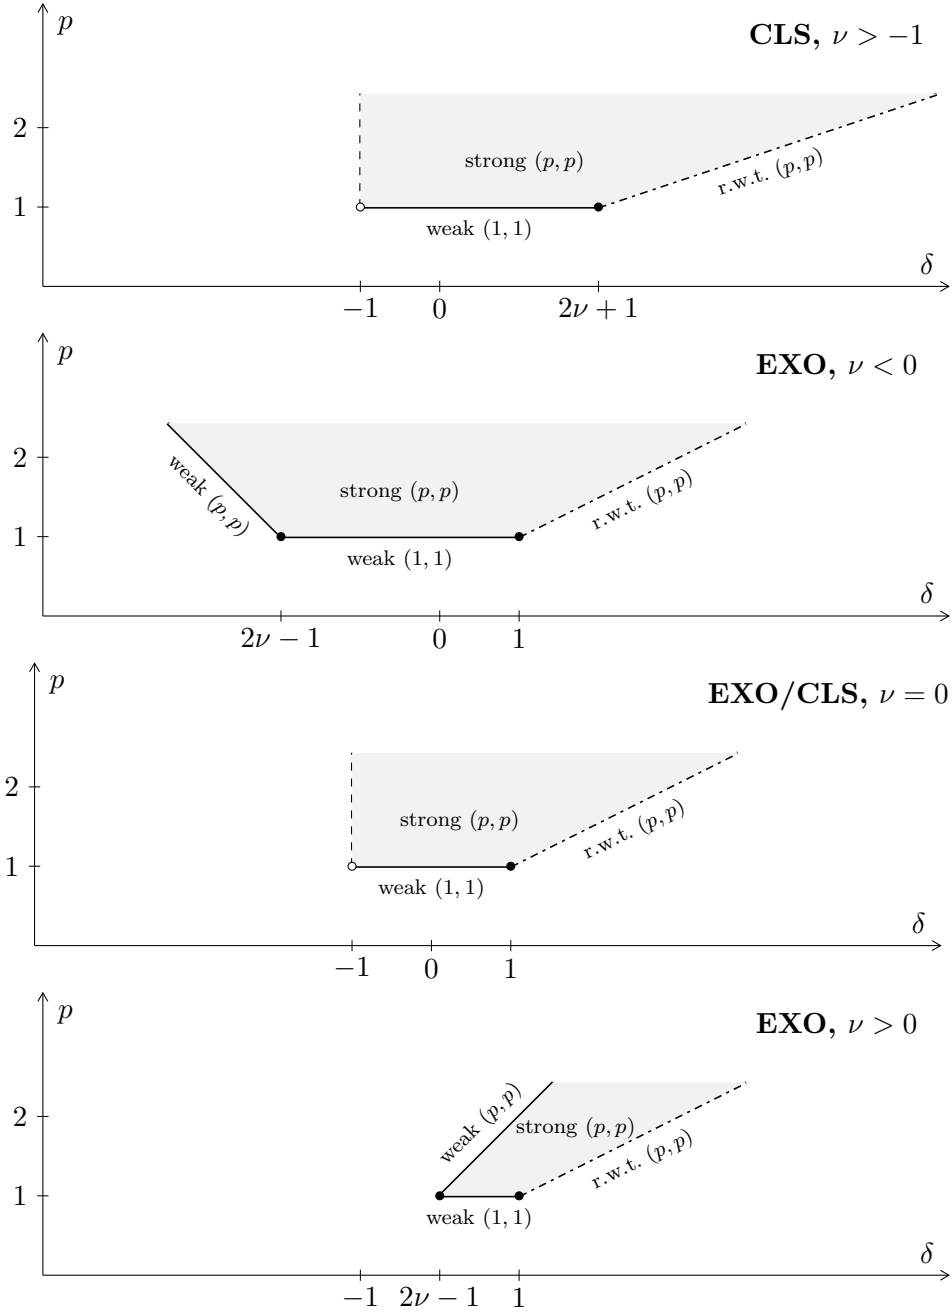 p
CLS, ν > −1
2
strong (p, p)
r.w.t. (p, p)
1
weak (1, 1)
δ
−1 0 2ν + 1
p
EXO, ν < 0
2
weak (p, p)
strong (p, p)
r.w.t. (p, p)
1
weak (1, 1)
δ
2ν − 1 0 1
p
EXO/CLS, ν = 0
2
strong (p, p)
r.w.t. (p, p)
1
weak (1, 1)
δ
−1 0 1
p
EXO, ν > 0
2
weak (p, p)
strong (p, p)
r.w.t. (p, p)
1
weak (1, 1)
δ
−1 2ν − 1 1